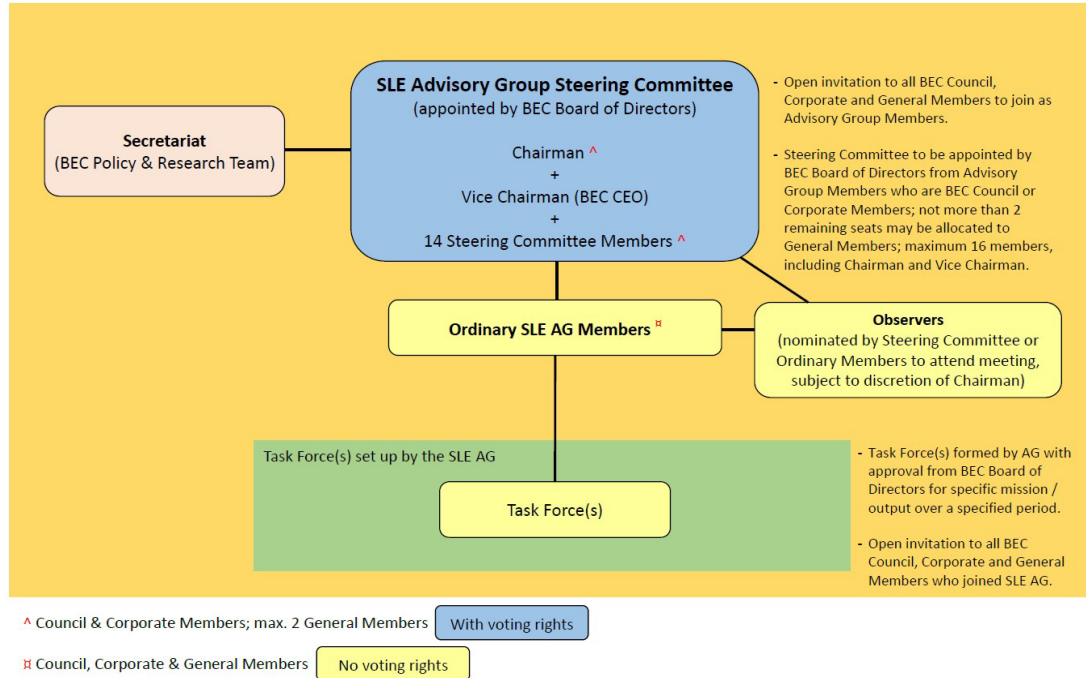 SLE Advisory Group Steering Committee
(appointed by BEC Board of Directors)
Chairman ^
+
Vice Chairman (BEC CEO)
+
14 Steering Committee Members ^
Secretariat
(BEC Policy & Research Team)
- Open invitation to all BEC Council,
Corporate and General Members to join as
Advisory Group Members.
- Steering Committee to be appointed by
BEC Board of Directors from Advisory
Group Members who are BEC Council or
Corporate Members; not more than 2
remaining seats may be allocated to
General Members; maximum 16 members,
including Chairman and Vice Chairman.
Ordinary SLE AG Members ¤
Observers
(nominated by Steering Committee or
Ordinary Members to attend meeting,
subject to discretion of Chairman)
Task Force(s) set up by the SLE AG
Task Force(s)
- Task Force(s) formed by AG with
approval from BEC Board of
Directors for specific mission /
output over a specified period.
- Open invitation to all BEC
Council, Corporate and General
Members who joined SLE AG.
^ Council & Corporate Members; max. 2 General Members
With voting rights
¤ Council, Corporate & General Members
No voting rights